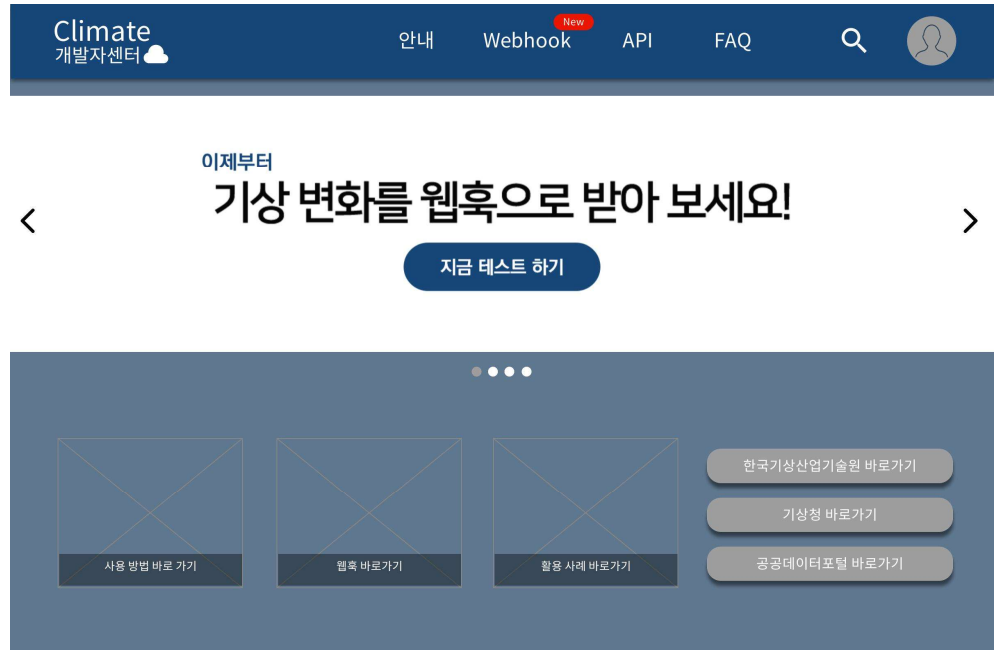 Climate
개발자센터
안내
Webhook
New
API
FAQ
이제부터
기상 변화를 웹훅으로 받아 보세요!
지금 테스트 하기
사용 방법 바로 가기
웹훅 바로가기
활용 사례 바로가기
한국기상산업기술원 바로가기
기상청 바로가기
공공데이터포털 바로가기